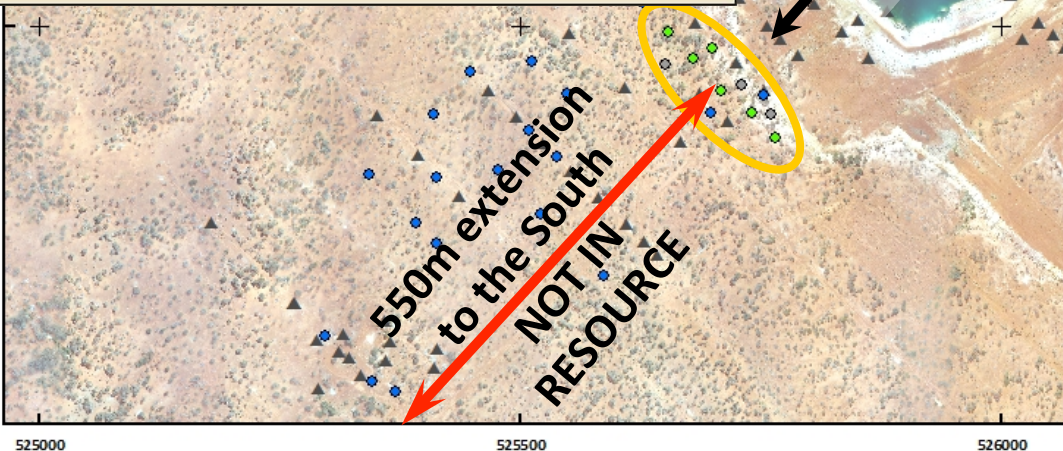 550m extension
to the South
NOT IN
RESOURCE
525000
525500
526000